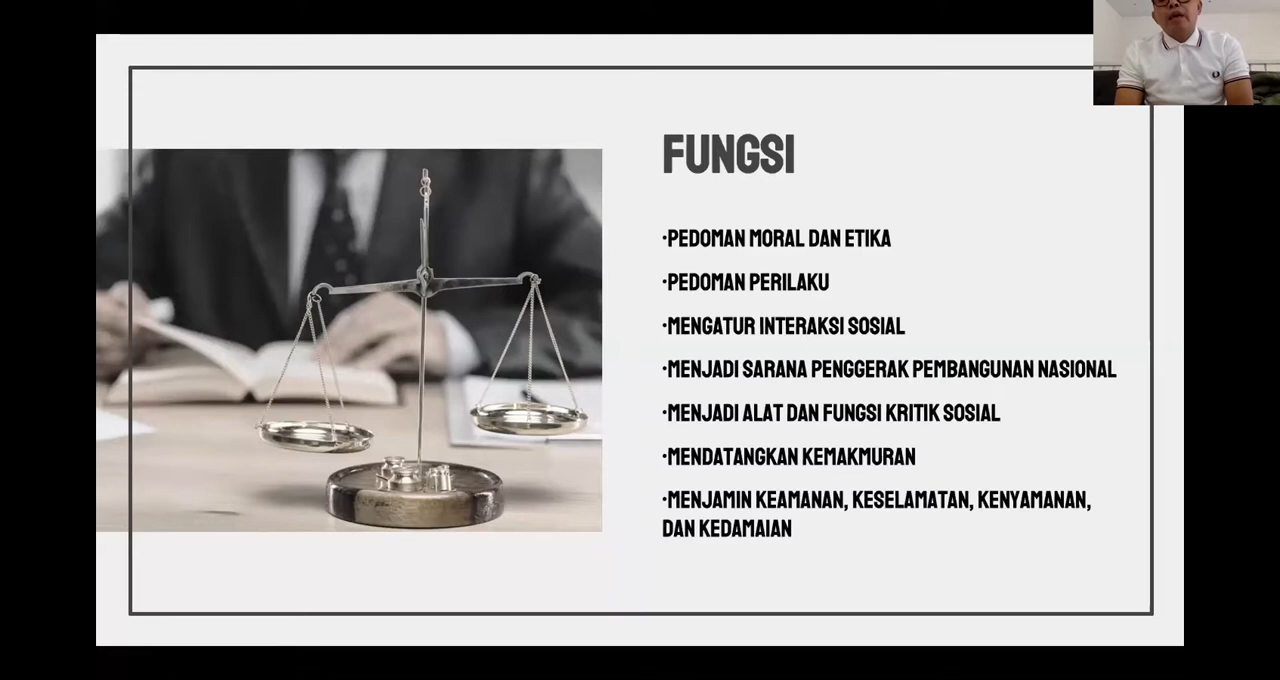 FUNGSI
•PEDOMAN MORAL DAN ETIKA
•PEDOMAN PERILAKU
•MENGATUR INTERAKSI SOSIAL
•MENJADI SARANA PENGGERAK PEMBANGUNAN NASIONAL
•MENJADI ALAT DAN FUNGSI KRITIK SOSIAL
•MENDATANGKAN KEMAKMURAN
•MENJAMIN KEAMANAN, KESELAMATAN, KENYAMANAN,
DAN KEDAMAIAN